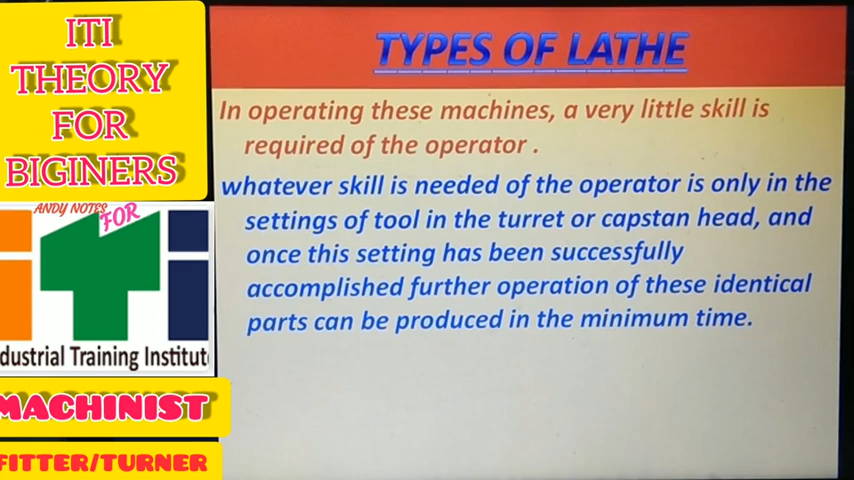 ITI
THEORY
FOR
BIGINERS
ANDY NOTES
FOR
iTi
dustrial Training Institut
MACHINIST
FITTER/TURNER
TYPES OF LATHE
In operating these machines, a very little skill is
required of the operator .
whatever skill is needed of the operator is only in the
settings of tool in the turret or capstan head, and
once this setting has been successfully
accomplished further operation of these identical
parts can be produced in the minimum time.